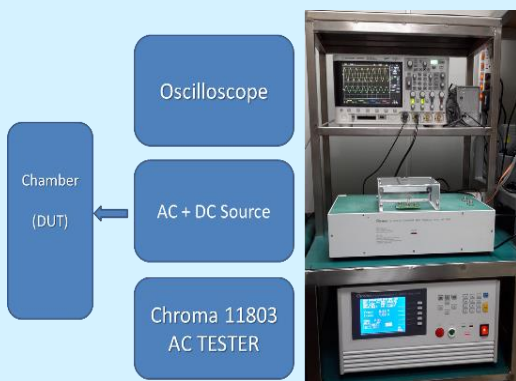 Oscilloscope
Chamber
(DUT)
AC + DC Source
Chroma 11803
AC TESTER